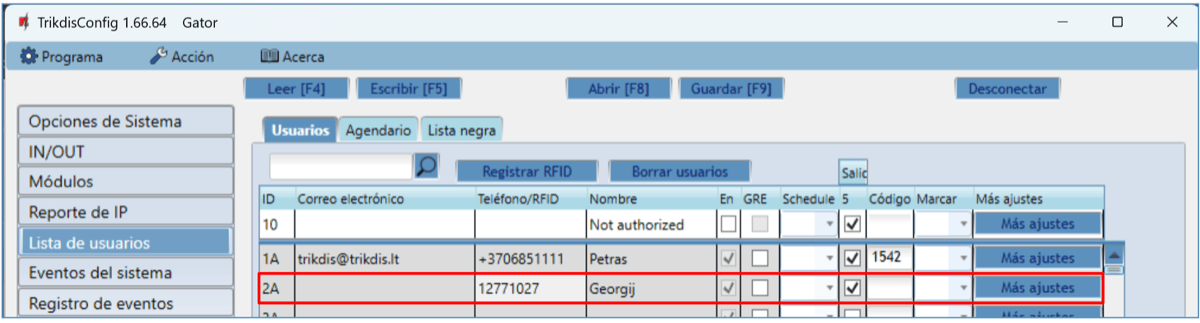 TrikdisConfig 1.66.64 Gator
Programa Acción Acerca
Leer [F4] Escribir [F5] Abrir [F8] Guardar [F9] Desconectar
Opciones de Sistema
IN/OUT
Módulos
Reporte de IP
Lista de usuarios
Eventos del sistema
Registro de eventos
Usuarios Agendario Lista negra
Registrar RFID Borrar usuarios Salic
ID Correo electrónico Teléfono/RFID Nombre En GRE Schedule 5 Código Marcar Más ajustes
10 Not authorized Más ajustes
1A trikdis@trikdis.lt +3706851111 Petras 1542 Más ajustes
2A 12771027 Georgij Más ajustes